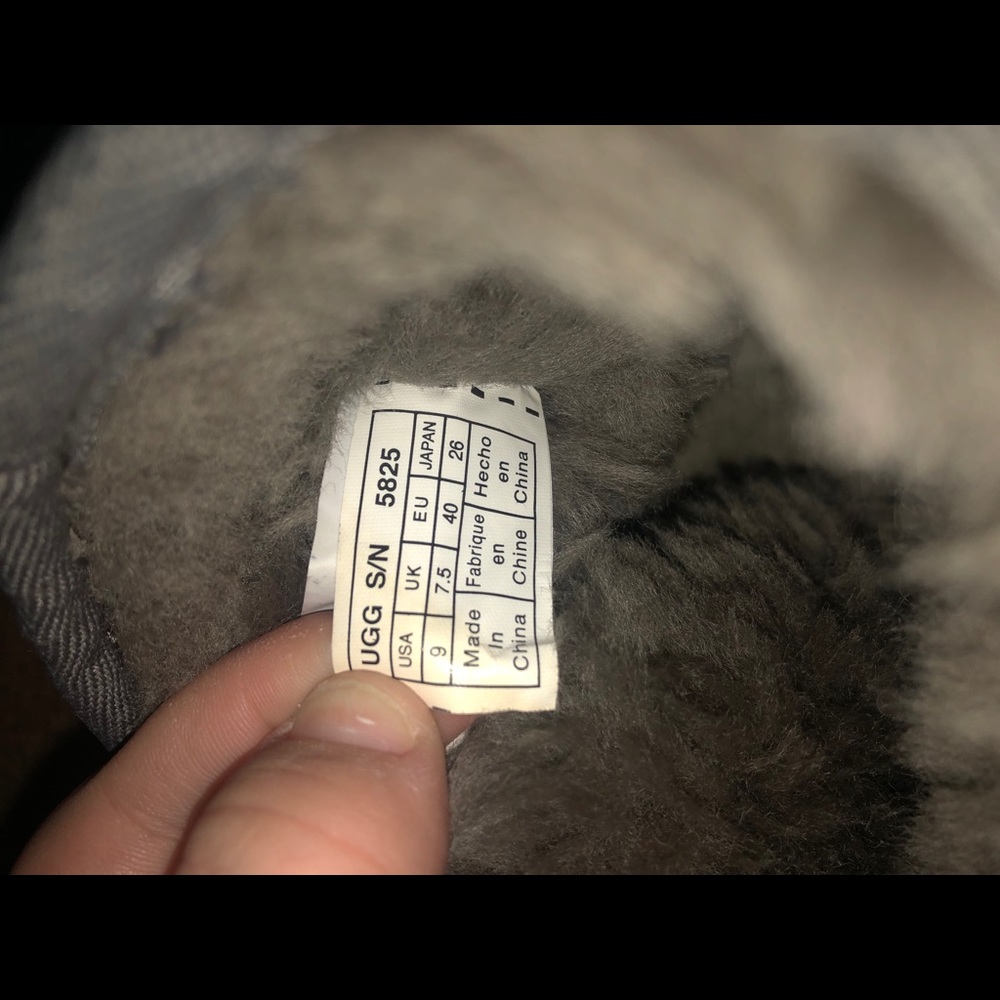 UGG S/N 5825
USA UK EU JAPAN
9 7.5 40 26
Made Fabrique Hecho
In en en
China Chine China